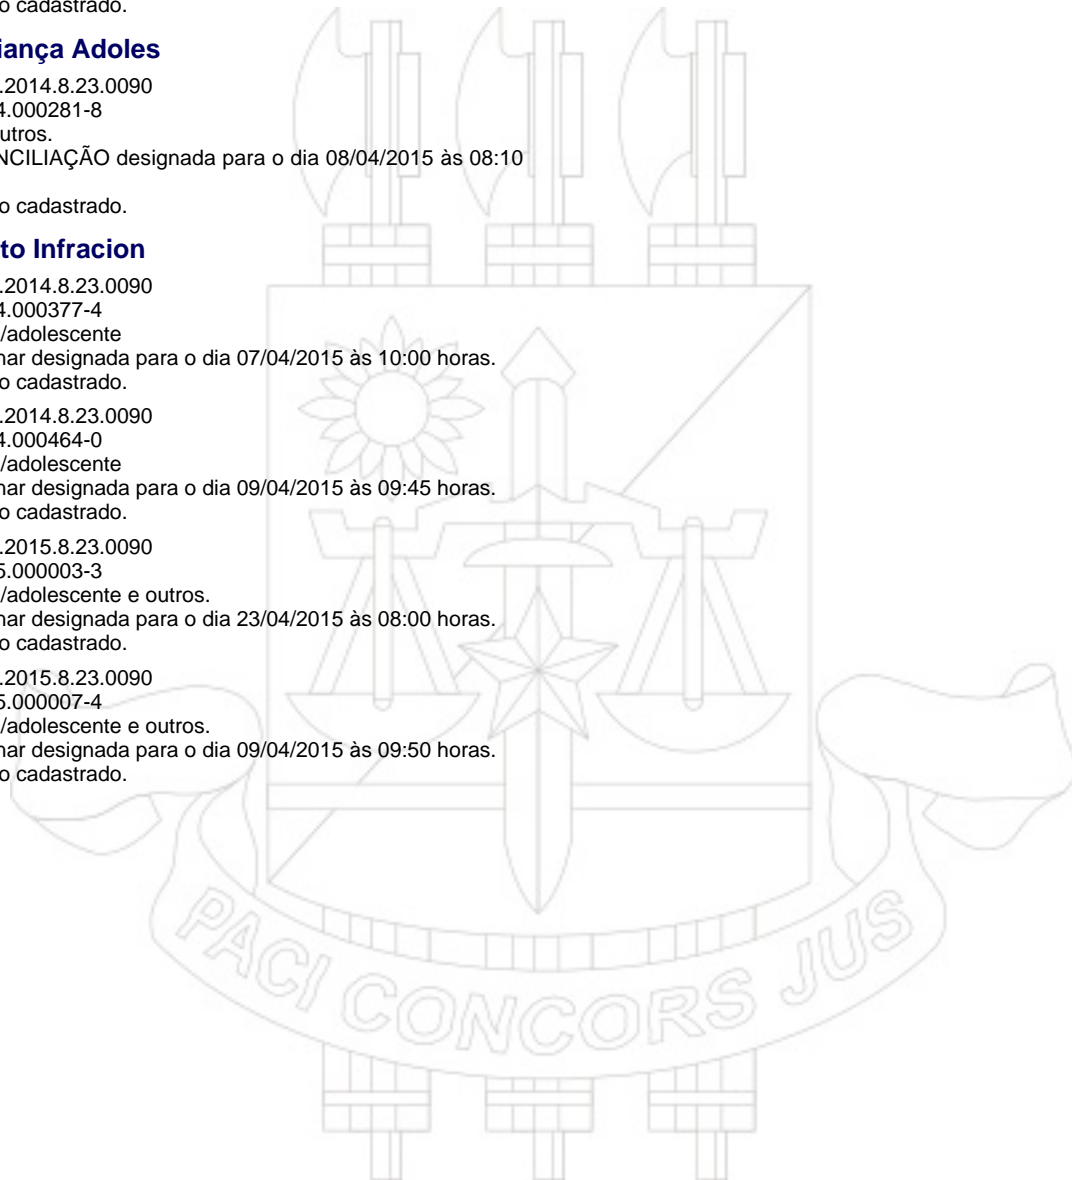 o cadastrado.
iança Adoles
.2014.8.23.0090
4.000281-8
utros.
NCILIAÇÃO designada para o dia 08/04/2015 às 08:10
o cadastrado.
to Infracion
.2014.8.23.0090
4.000377-4
/adolescente
nar designada para o dia 07/04/2015 às 10:00 horas.
o cadastrado.
.2014.8.23.0090
4.000464-0
/adolescente
nar designada para o dia 09/04/2015 às 09:45 horas.
o cadastrado.
.2015.8.23.0090
5.000003-3
/adolescente e outros.
nar designada para o dia 23/04/2015 às 08:00 horas.
o cadastrado.
.2015.8.23.0090
5.000007-4
/adolescente e outros.
nar designada para o dia 09/04/2015 às 09:50 horas.
o cadastrado.
PACI CONCORS JUS